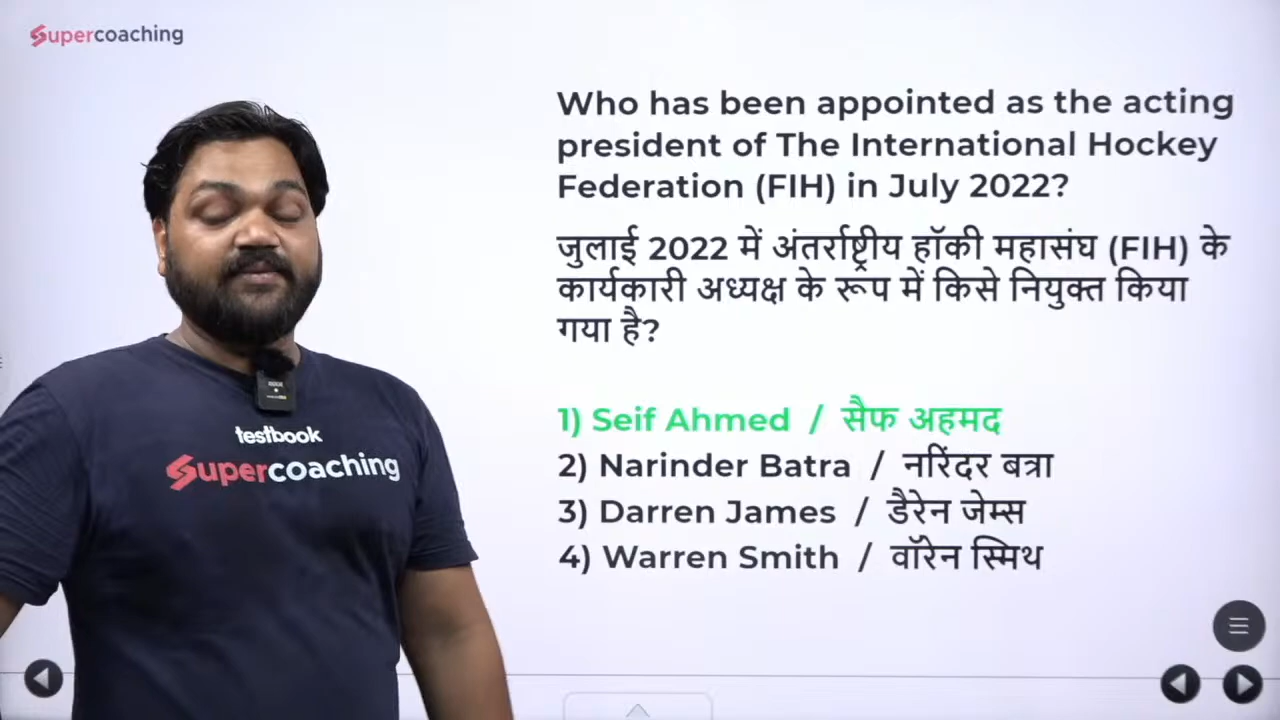 Supercoaching
Who has been appointed as the acting
president of The International Hockey
Federation (FIH) in July 2022?
जुलाई 2022 में अंतर्राष्ट्रीय हॉकी महासंघ (FIH) के
कार्यकारी अध्यक्ष के रूप में किसे नियुक्त किया
गया है?
1) Seif Ahmed / सैफ अहमद
2) Narinder Batra / नरिंदर बत्रा
3) Darren James / डैरेन जेम्स
4) Warren Smith / वॉरेन स्मिथ
testbook
Supercoaching